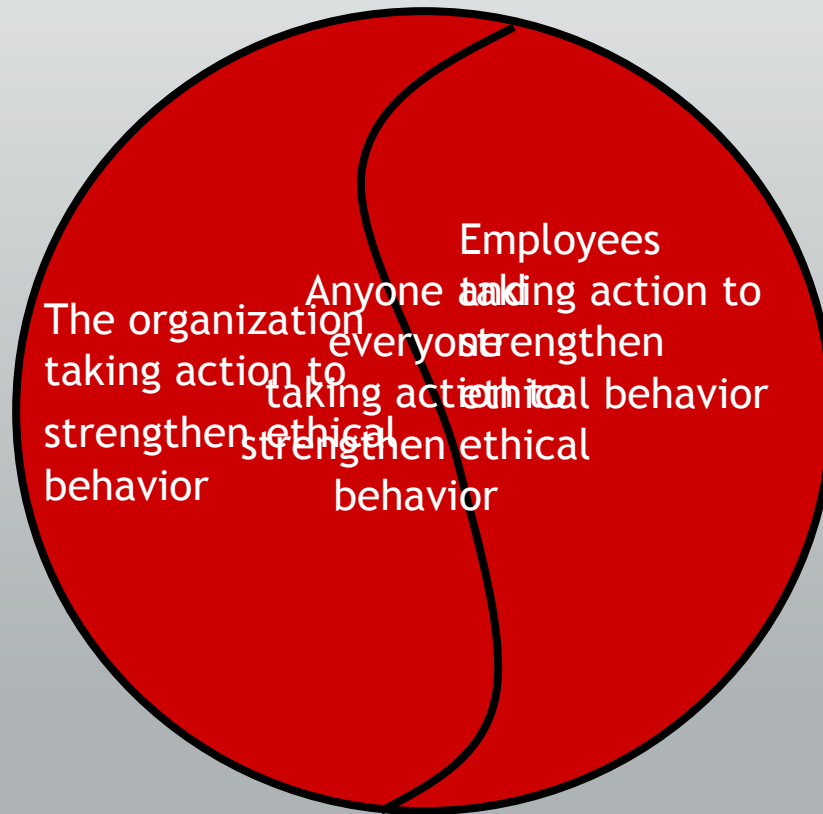 The organization
taking action to
strengthen ethical
behavior
Anyone and
everyone
taking action to
strengthen ethical
behavior
Employees
taking action to
strengthen
ethical behavior